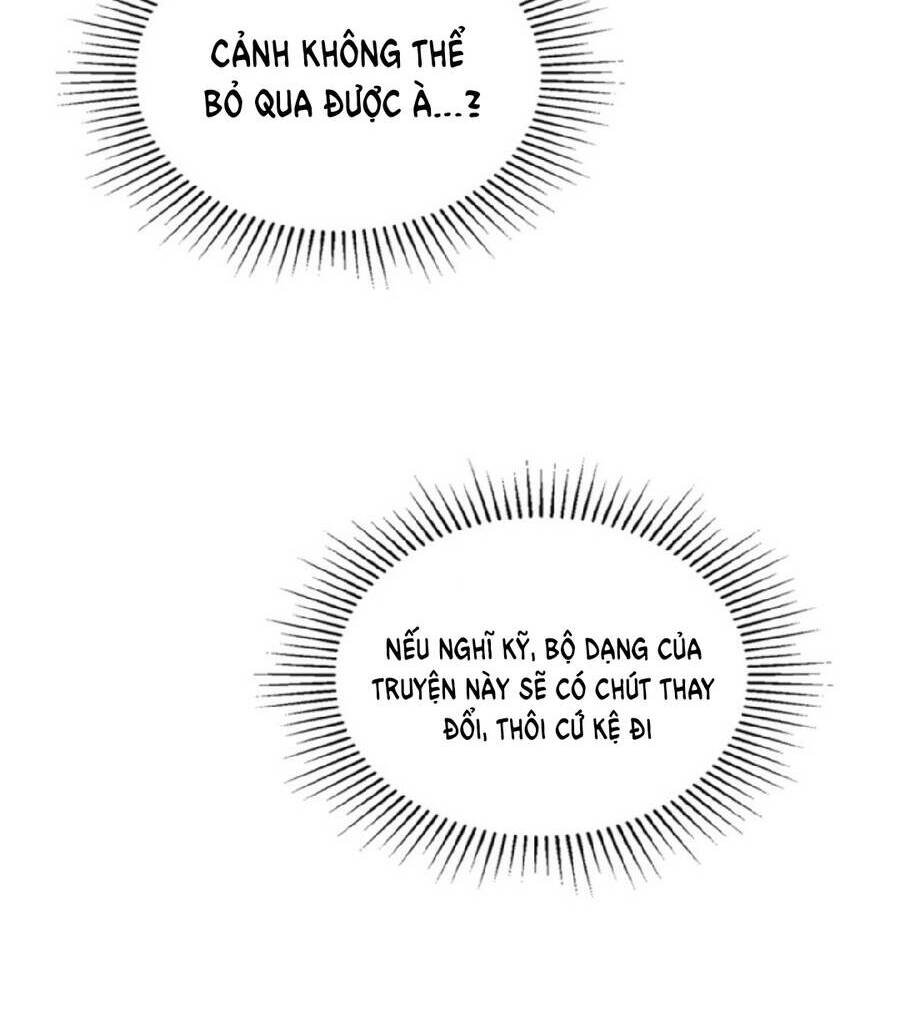 CẢNH KHÔNG THỂ
BỎ QUA ĐƯỢC À...?
NẾU NGHĨ KỸ, BỘ DẠNG CỦA
TRUYỆN NÀY SẼ CÓ CHÚT THAY
ĐỔI, THÔI CỨ KỆ ĐI